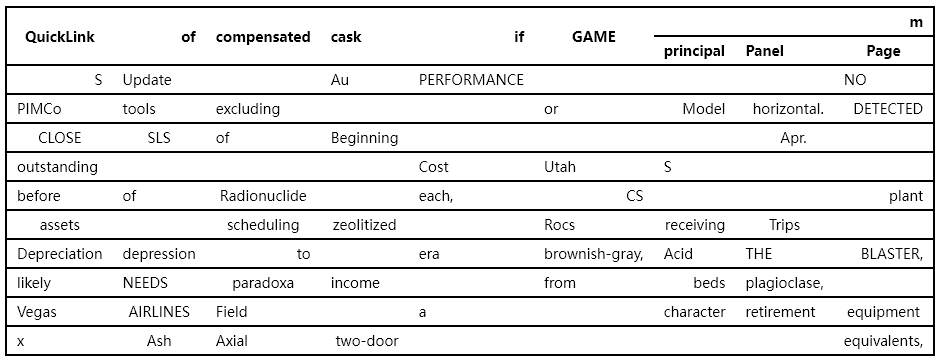 m
QuickLink of compensated cask if GAME
principal Panel Page
S Update Au PERFORMANCE NO
PIMCo tools excluding or Model horizontal. DETECTED
CLOSE SLS of Beginning Apr.
outstanding Cost Utah S
before of Radionuclide each, CS plant
assets scheduling zeolitized Rocs receiving Trips
Depreciation depression to era brownish-gray, Acid THE BLASTER,
likely NEEDS paradoxa income from beds plagioclase,
Vegas AIRLINES Field a character retirement equipment
x Ash Axial two-door equivalents,